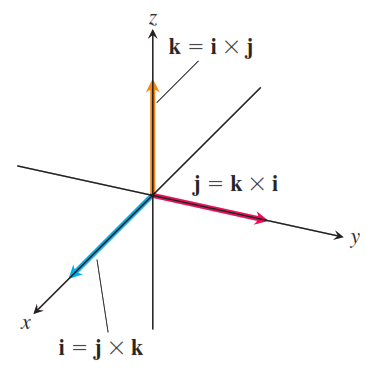 z
k = i × j
j = k × i
y
x
i = j × k